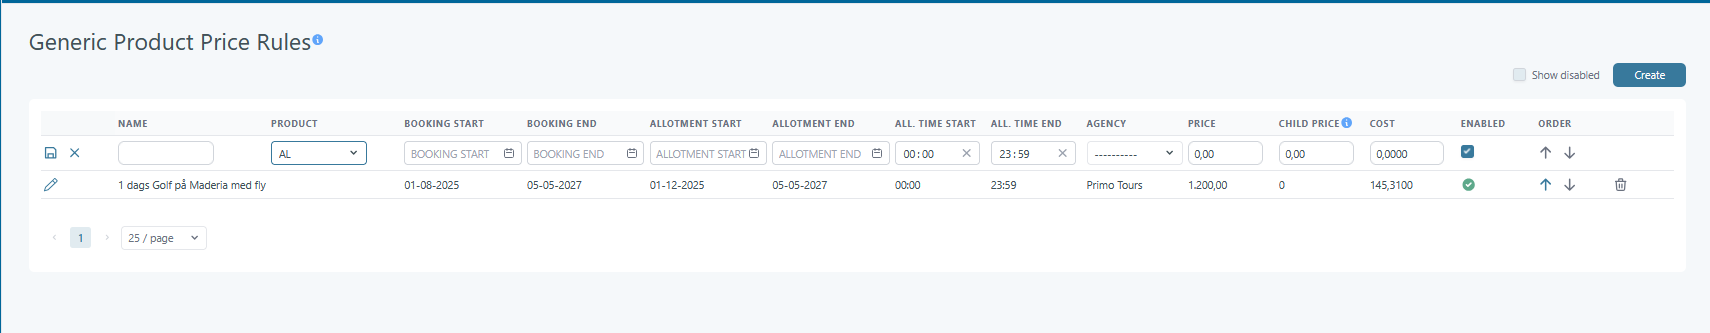 Generic Product Price Rules
Show disabled Create
NAME PRODUCT BOOKING START BOOKING END ALLOTMENT START ALLOTMENT END ALL. TIME START ALL. TIME END AGENCY PRICE CHILD PRICE COST ENABLED ORDER
AL BOOKING START BOOKING END ALLOTMENT START ALLOTMENT END 00 : 00 23 : 59 ---------- 0,00 0,00 0,0000
1 dags Golf på Maderia med fly 01-08-2025 05-05-2027 01-12-2025 05-05-2027 00:00 23:59 Primo Tours 1.200,00 0 145,3100
1 25 / page